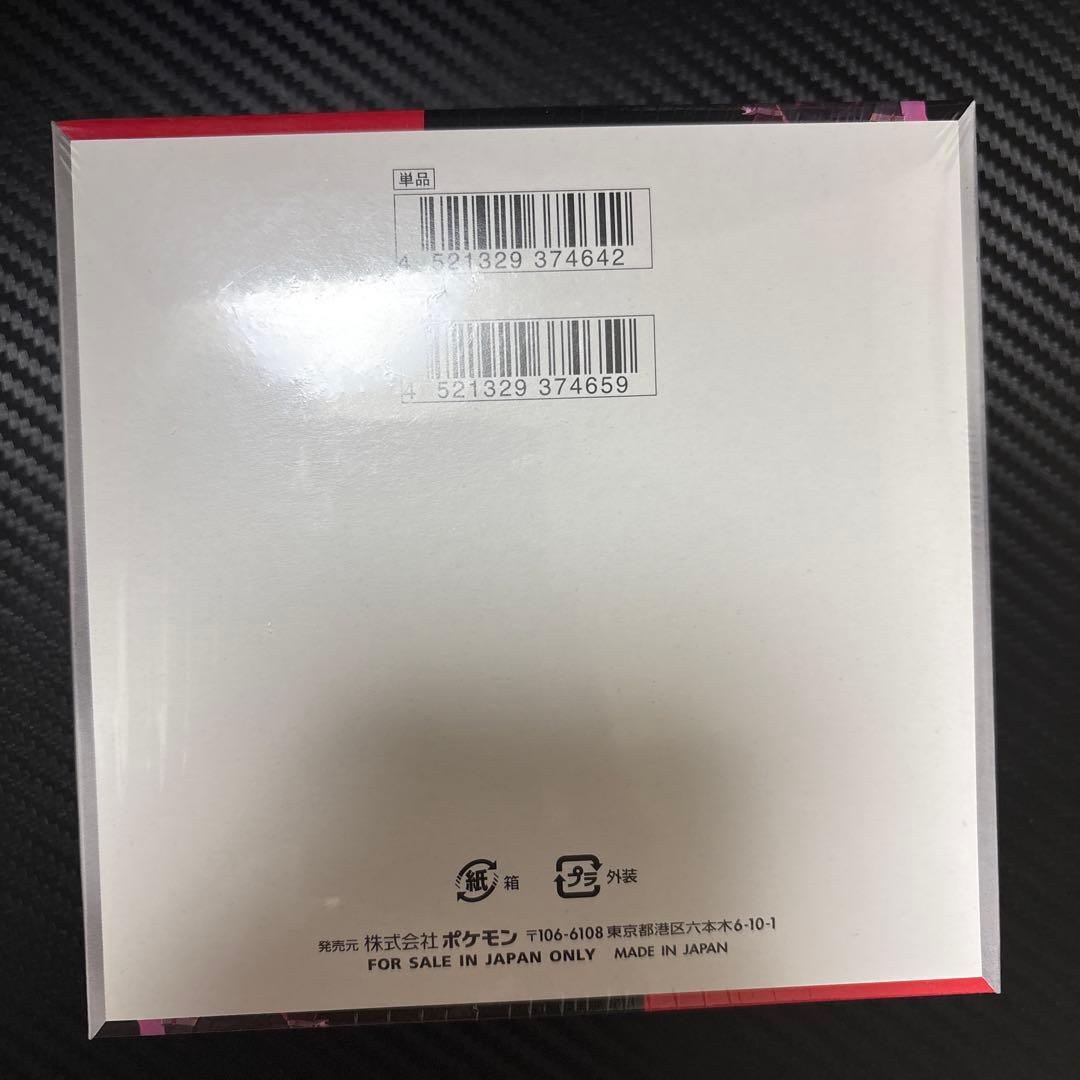 単品
4 521329 374642
4 521329 374659
紙 箱
プラ 外装
発売元 株式会社 ポケモン 〒106-6108 東京都港区六本木6-10-1
FOR SALE IN JAPAN ONLY MADE IN JAPAN